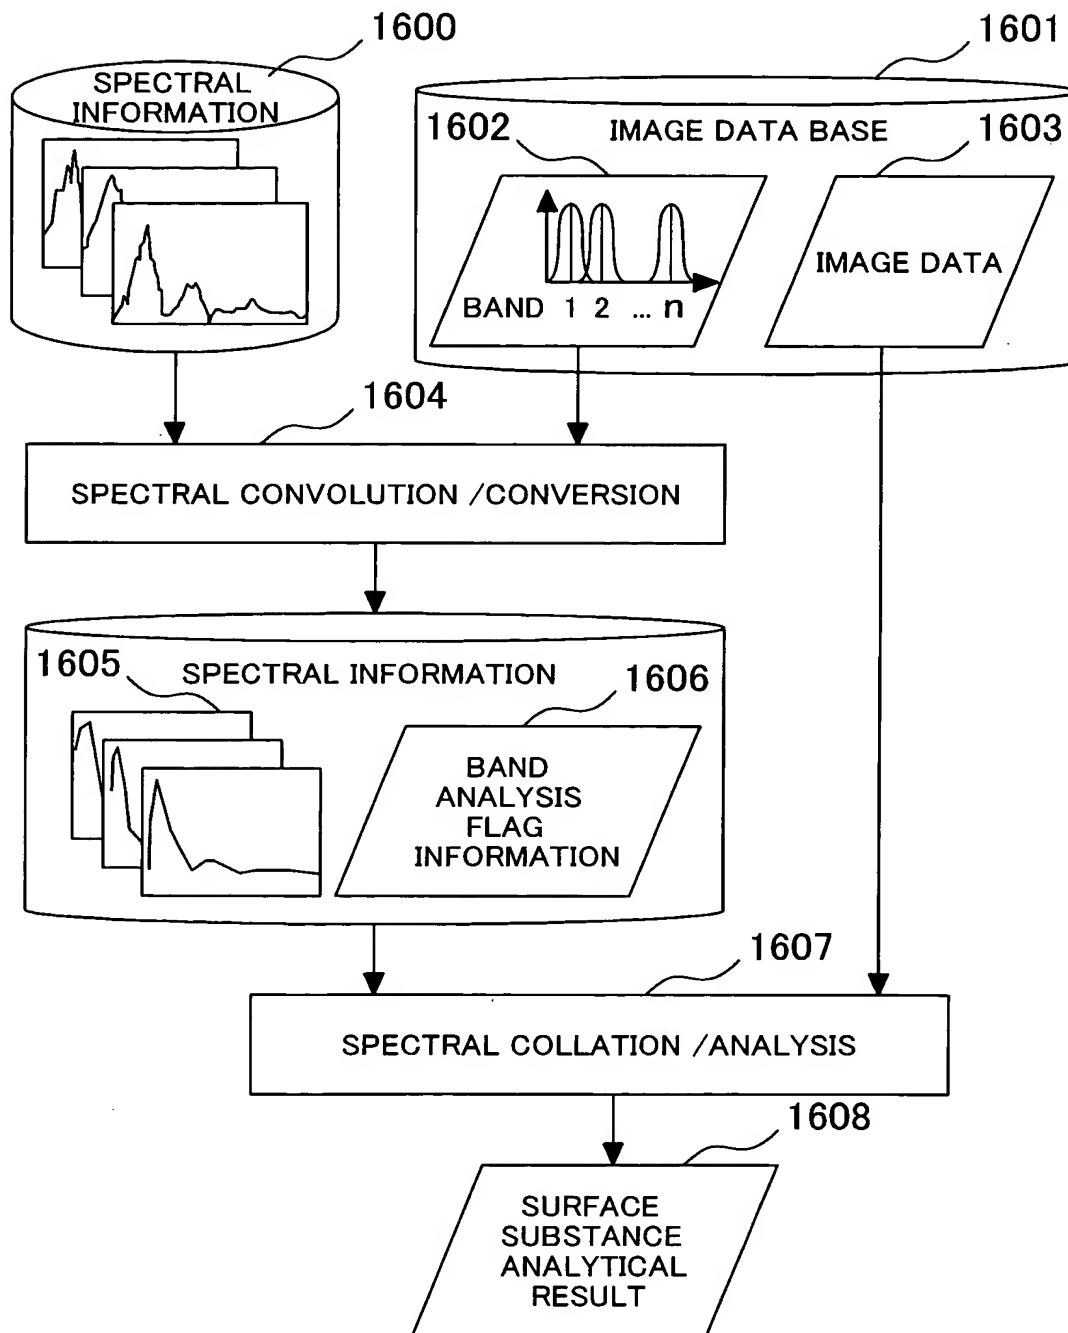 1600
SPECTRAL
INFORMATION
1601
IMAGE DATA BASE
1602
1603
BAND 1 2 ... n
IMAGE DATA
1604
SPECTRAL CONVOLUTION /CONVERSION
SPECTRAL INFORMATION
1605
1606
BAND
ANALYSIS
FLAG
INFORMATION
1607
SPECTRAL COLLATION /ANALYSIS
1608
SURFACE
SUBSTANCE
ANALYTICAL
RESULT